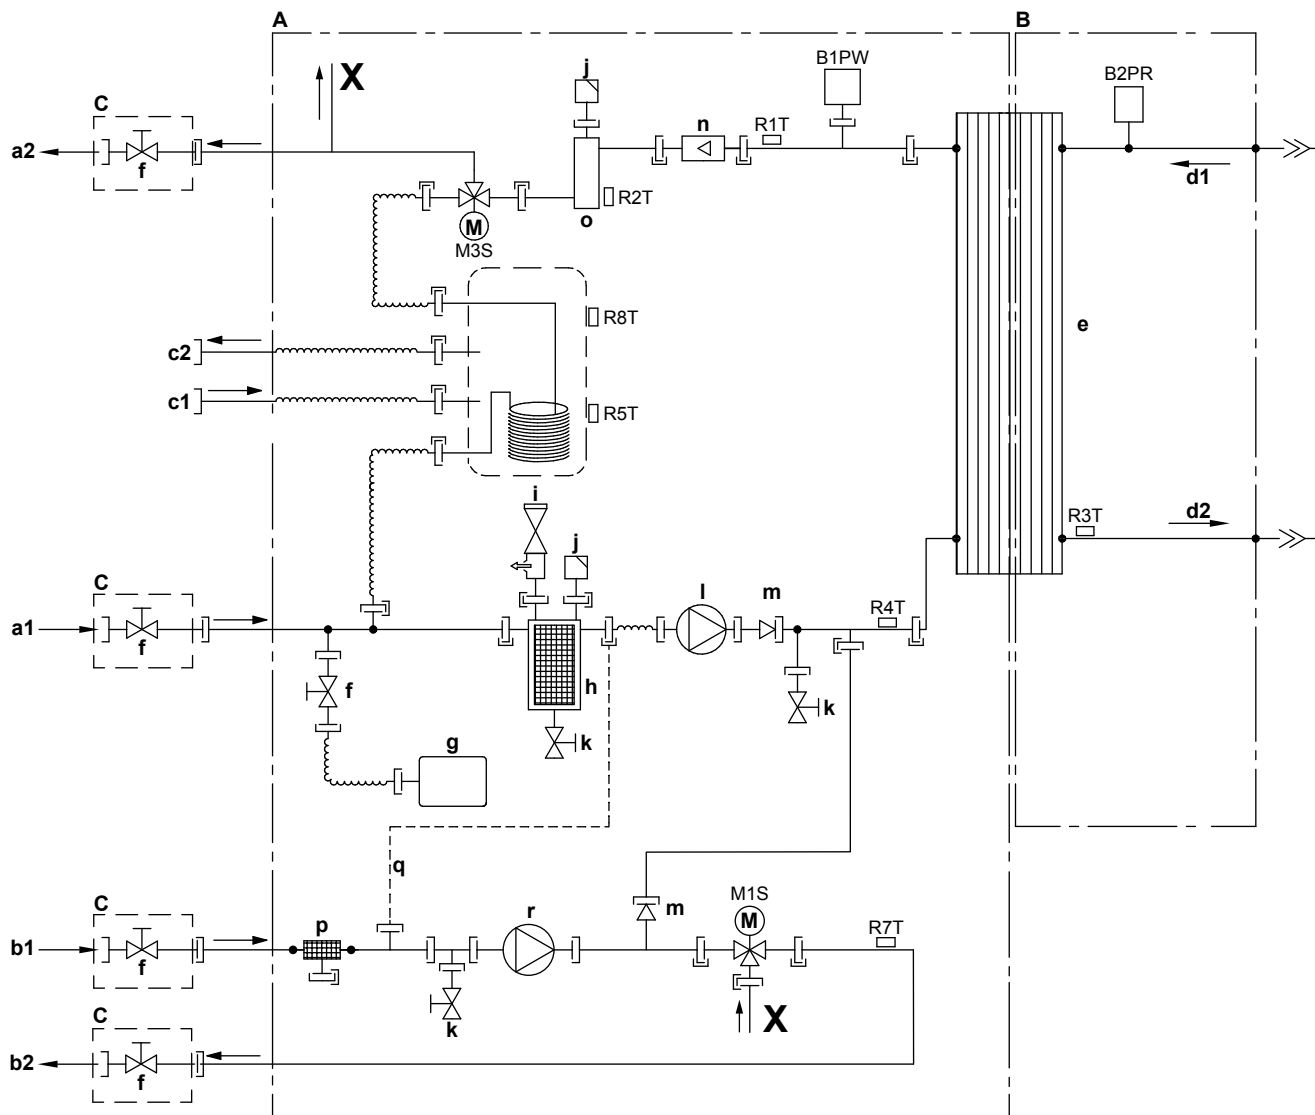 A
B
X
j
B1PW
B2PR
C
n
R1T
a2
f
d1
R2T
o
M
M3S
R8T
c2
e
c1
R5T
i
j
R3T
d2
C
l
m
R4T
a1
f
f
h
k
k
g
q
C
p
r
m
M1S
M
R7T
b1
f
k
X
C
b2
f